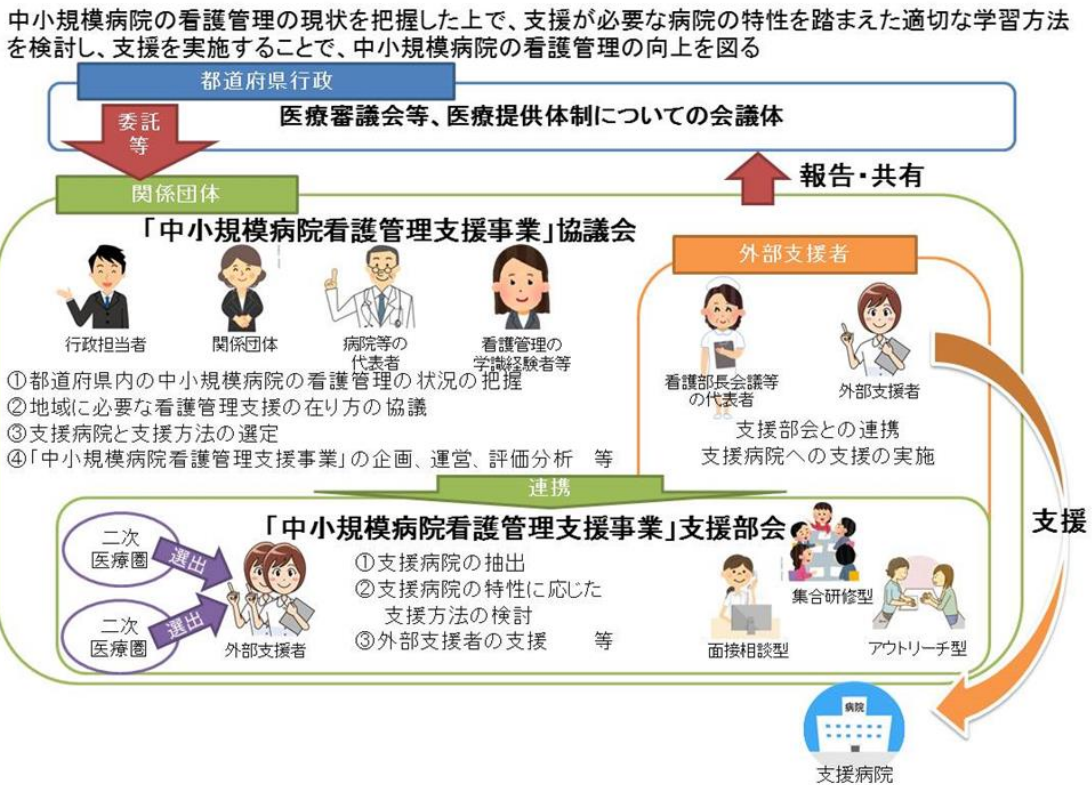 中小規模病院の看護管理の現状を把握した上で、支援が必要な病院の特性を踏まえた適切な学習方法
を検討し、支援を実施することで、中小規模病院の看護管理の向上を図る
都道府県行政
医療審議会等、医療提供体制についての会議体
委託
等
報告・共有
関係団体
「中小規模病院看護管理支援事業」協議会
行政担当者
関係団体
病院等の
代表者
看護管理の
学識経験者等
①都道府県内の中小規模病院の看護管理の状況の把握
②地域に必要な看護管理支援の在り方の協議
③支援病院と支援方法の選定
④「中小規模病院看護管理支援事業」の企画、運営、評価分析 等
外部支援者
看護部長会議等
の代表者
外部支援者
支援部会との連携
支援病院への支援の実施
連携
「中小規模病院看護管理支援事業」支援部会
二次
医療圏
選出
二次
医療圏
選出
外部支援者
①支援病院の抽出
②支援病院の特性に応じた
支援方法の検討
③外部支援者の支援 等
面接相談型
集合研修型
アウトリーチ型
支援
病院
支援病院